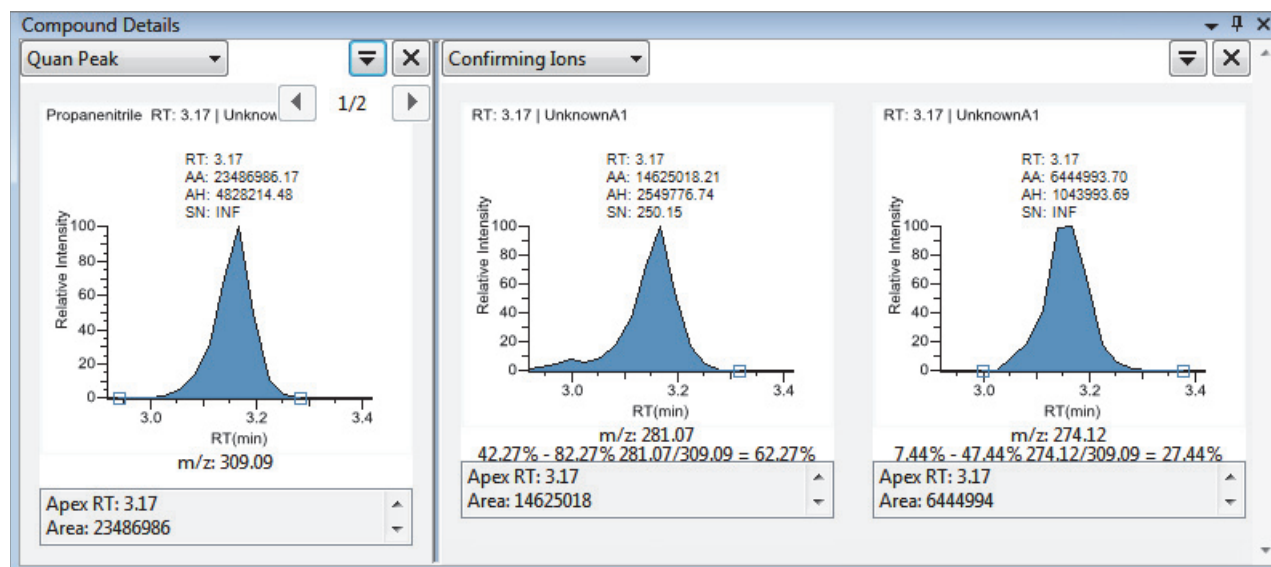 Compound Details
Quan Peak
1/2
Propanenitrile RT: 3.17 | Unknow
RT: 3.17
AA: 23486986.17
AH: 4828214.48
SN: INF
Relative Intensity
100
80
60
40
20
0
3.0 3.2 3.4
RT(min)
m/z: 309.09
Apex RT: 3.17
Area: 23486986
Confirming Ions
RT: 3.17 | UnknownA1
RT: 3.17
AA: 14625018.21
AH: 2549776.74
SN: 250.15
Relative Intensity
100
80
60
40
20
0
3.0 3.2 3.4
RT(min)
m/z: 281.07
42.27% - 82.27% 281.07/309.09 = 62.27%
Apex RT: 3.17
Area: 14625018
RT: 3.17 | UnknownA1
RT: 3.17
AA: 6444993.70
AH: 1043993.69
SN: INF
Relative Intensity
100
80
60
40
20
0
3.0 3.2 3.4
RT(min)
m/z: 274.12
7.44% - 47.44% 274.12/309.09 = 27.44%
Apex RT: 3.17
Area: 6444994